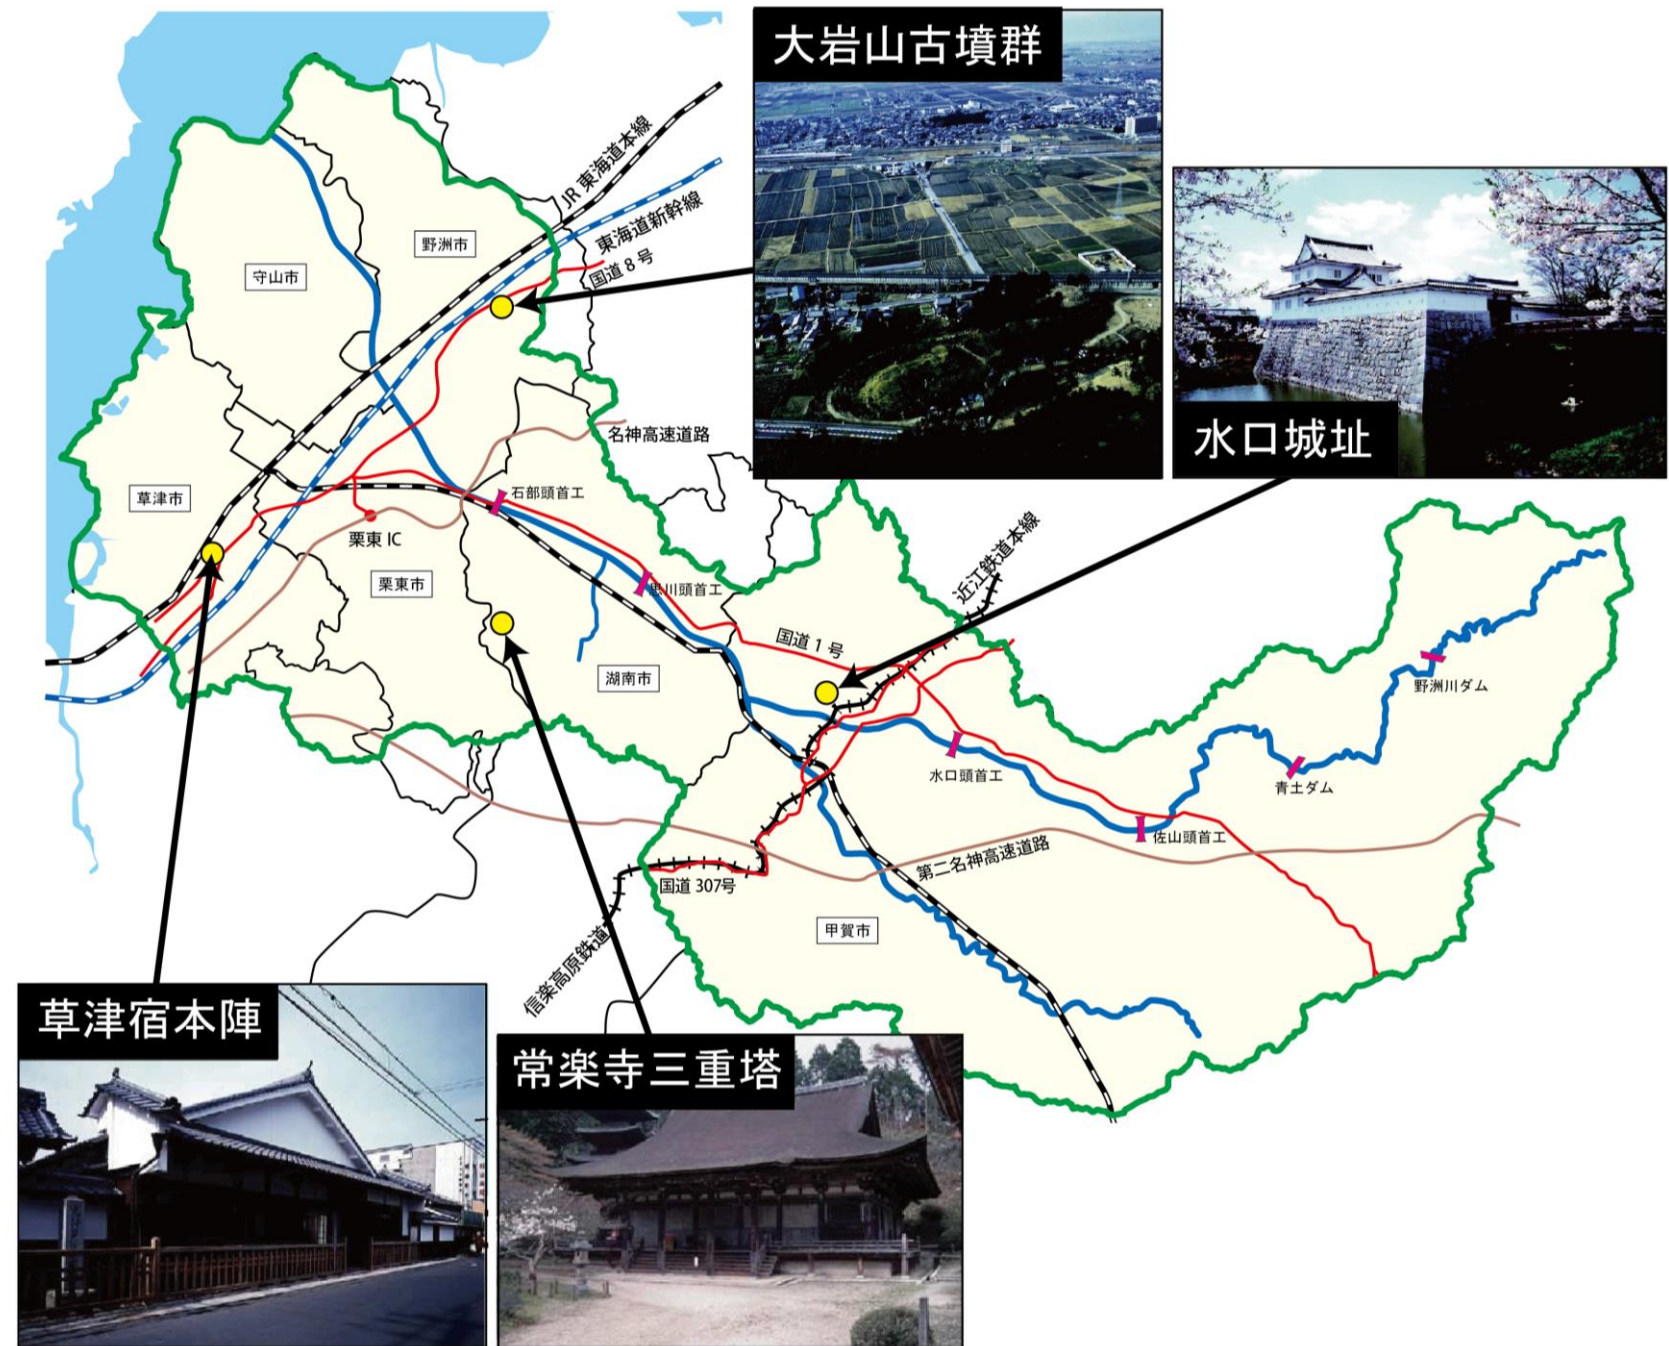 大岩山古墳群
水口城址
JR 東海道本線
東海道新幹線
国道 8 号
野洲市
守山市
名神高速道路
草津市
石部頭首工
栗東 IC
栗東市
思川頭首工
近江鉄道本線
国道 1 号
湖南市
野洲川ダム
水口頭首工
青土ダム
佐山頭首工
第二名神高速道路
国道 307号
甲賀市
信楽高原鉄道
草津宿本陣
常楽寺三重塔